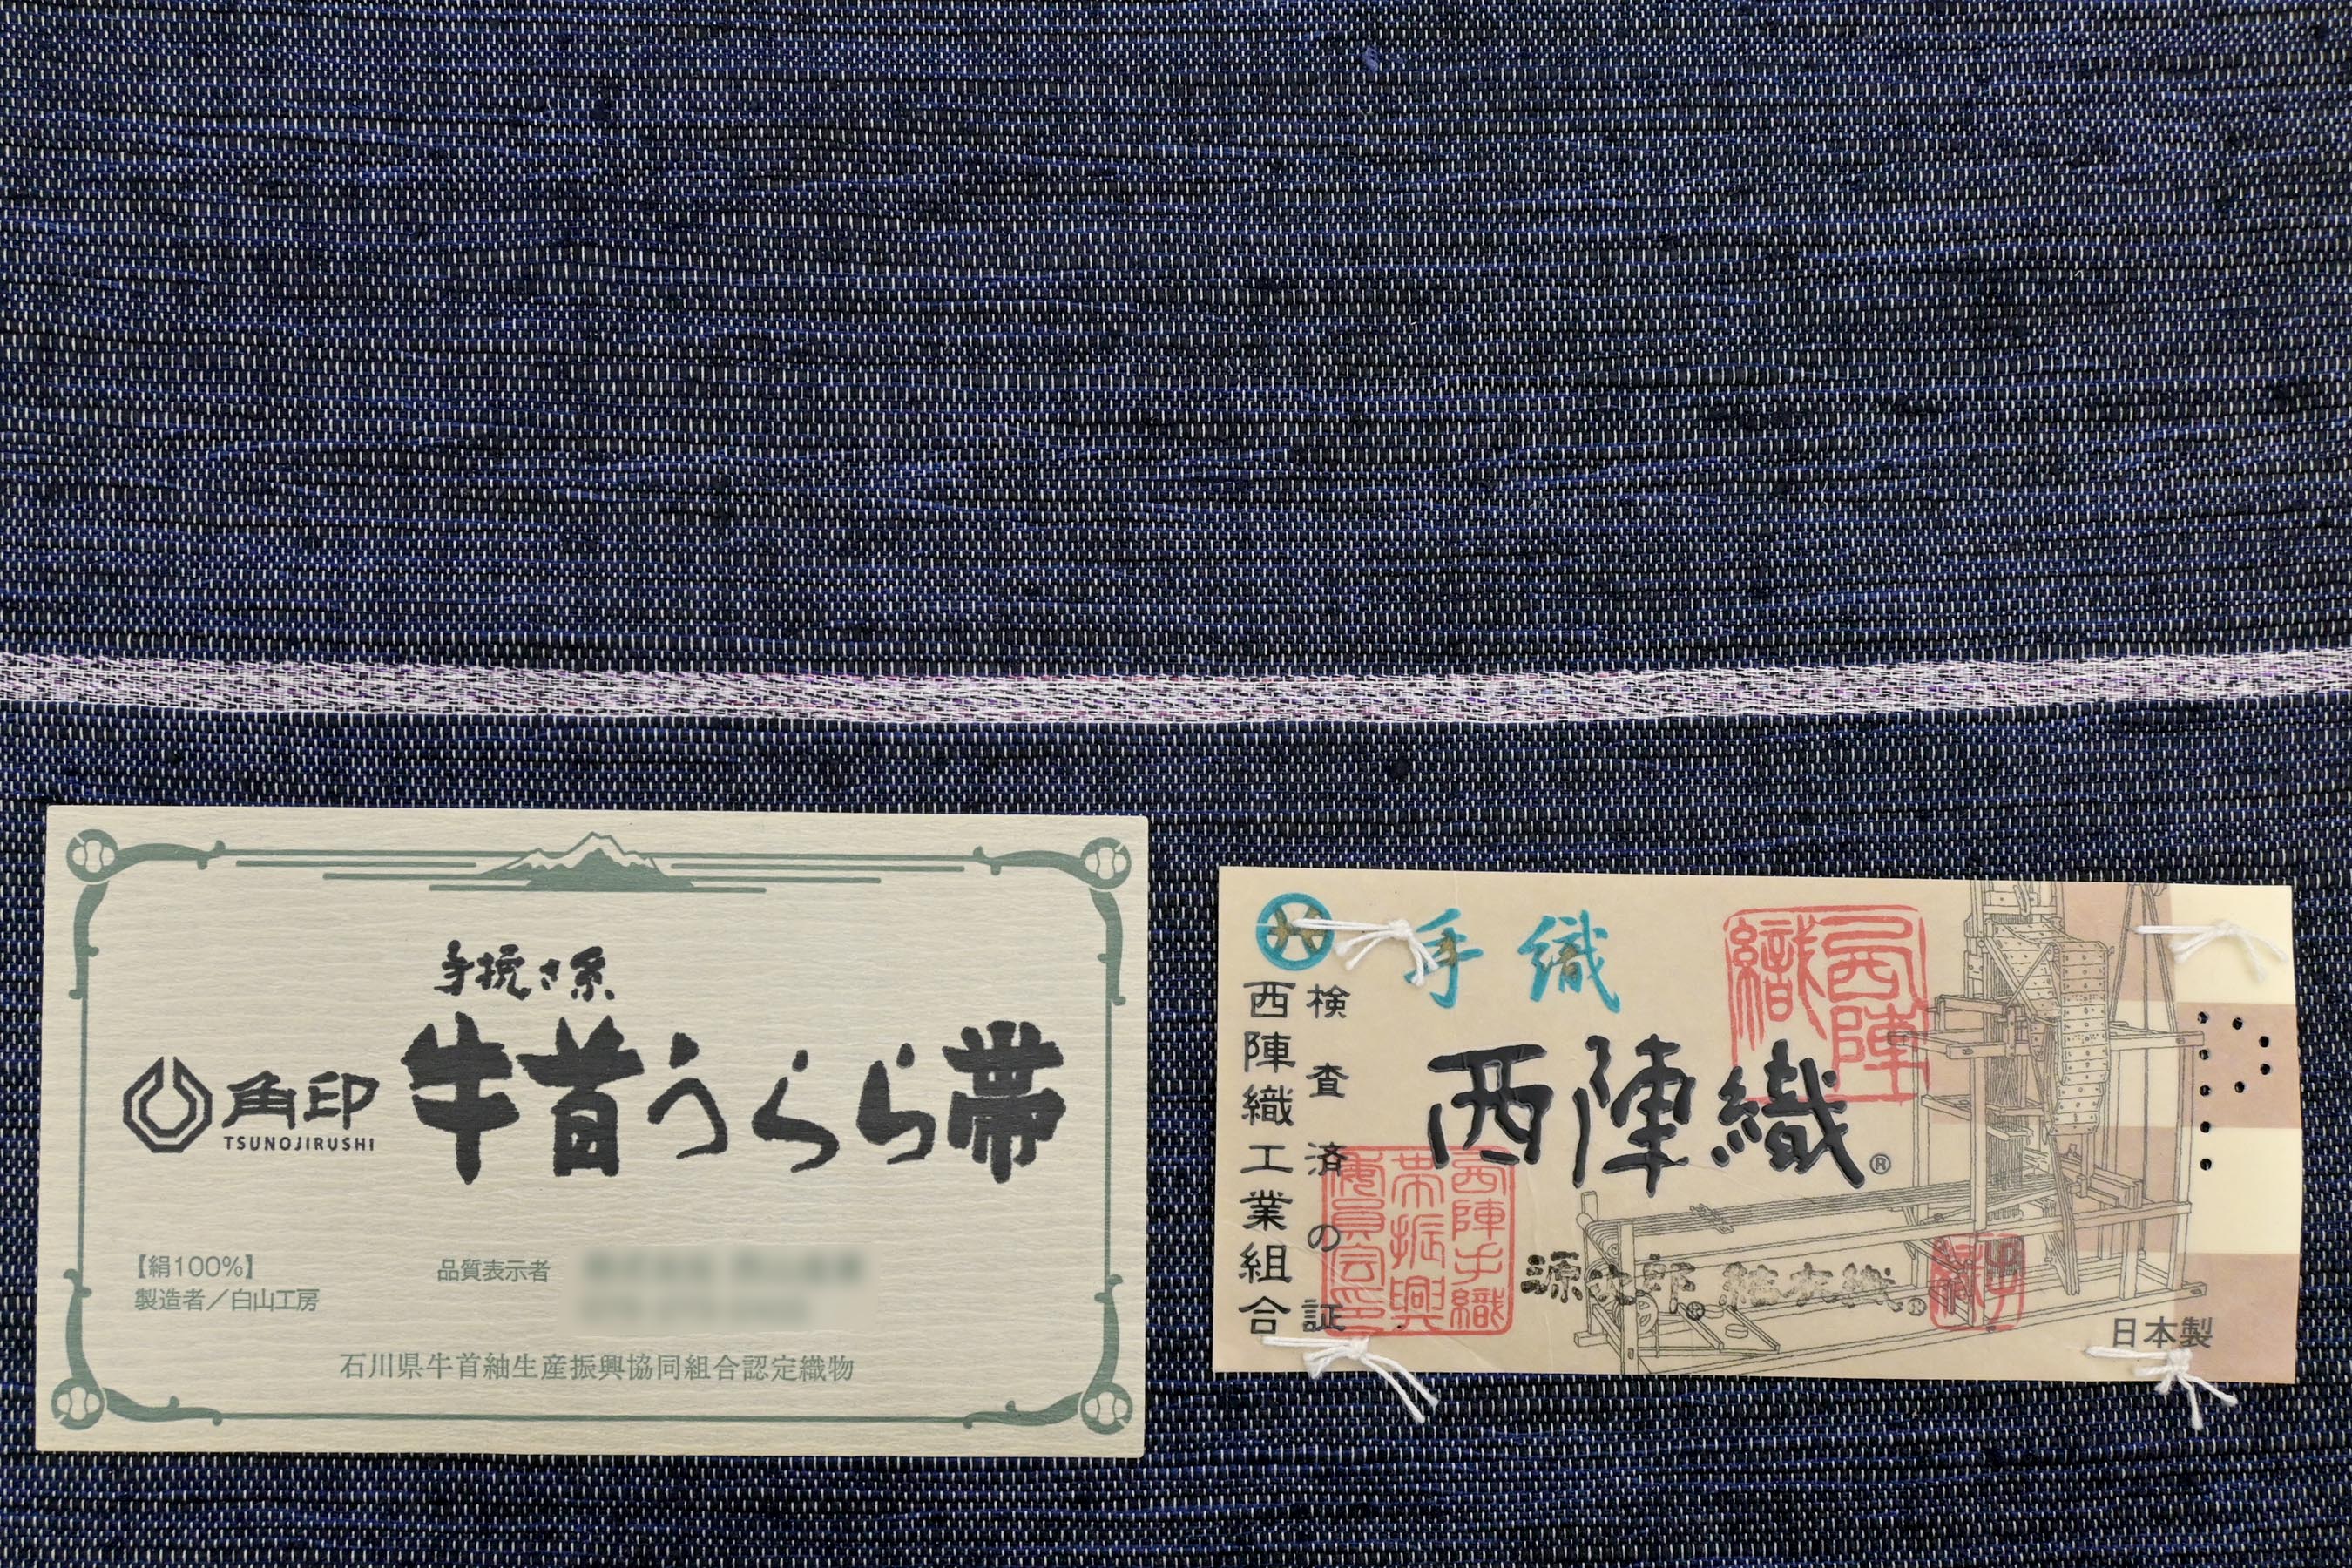 手挽き糸
角印
TSUNOJIRUSHI
牛首うらら帯
【絹100%】
製造者／白山工房
品質表示者
石川県牛首紬生産振興協同組合認定織物
手織
検査済の証
西陣織工業組合
西陣織
西陣織®
西陣手織
帯振興
委員会印
源次郎®
日本製